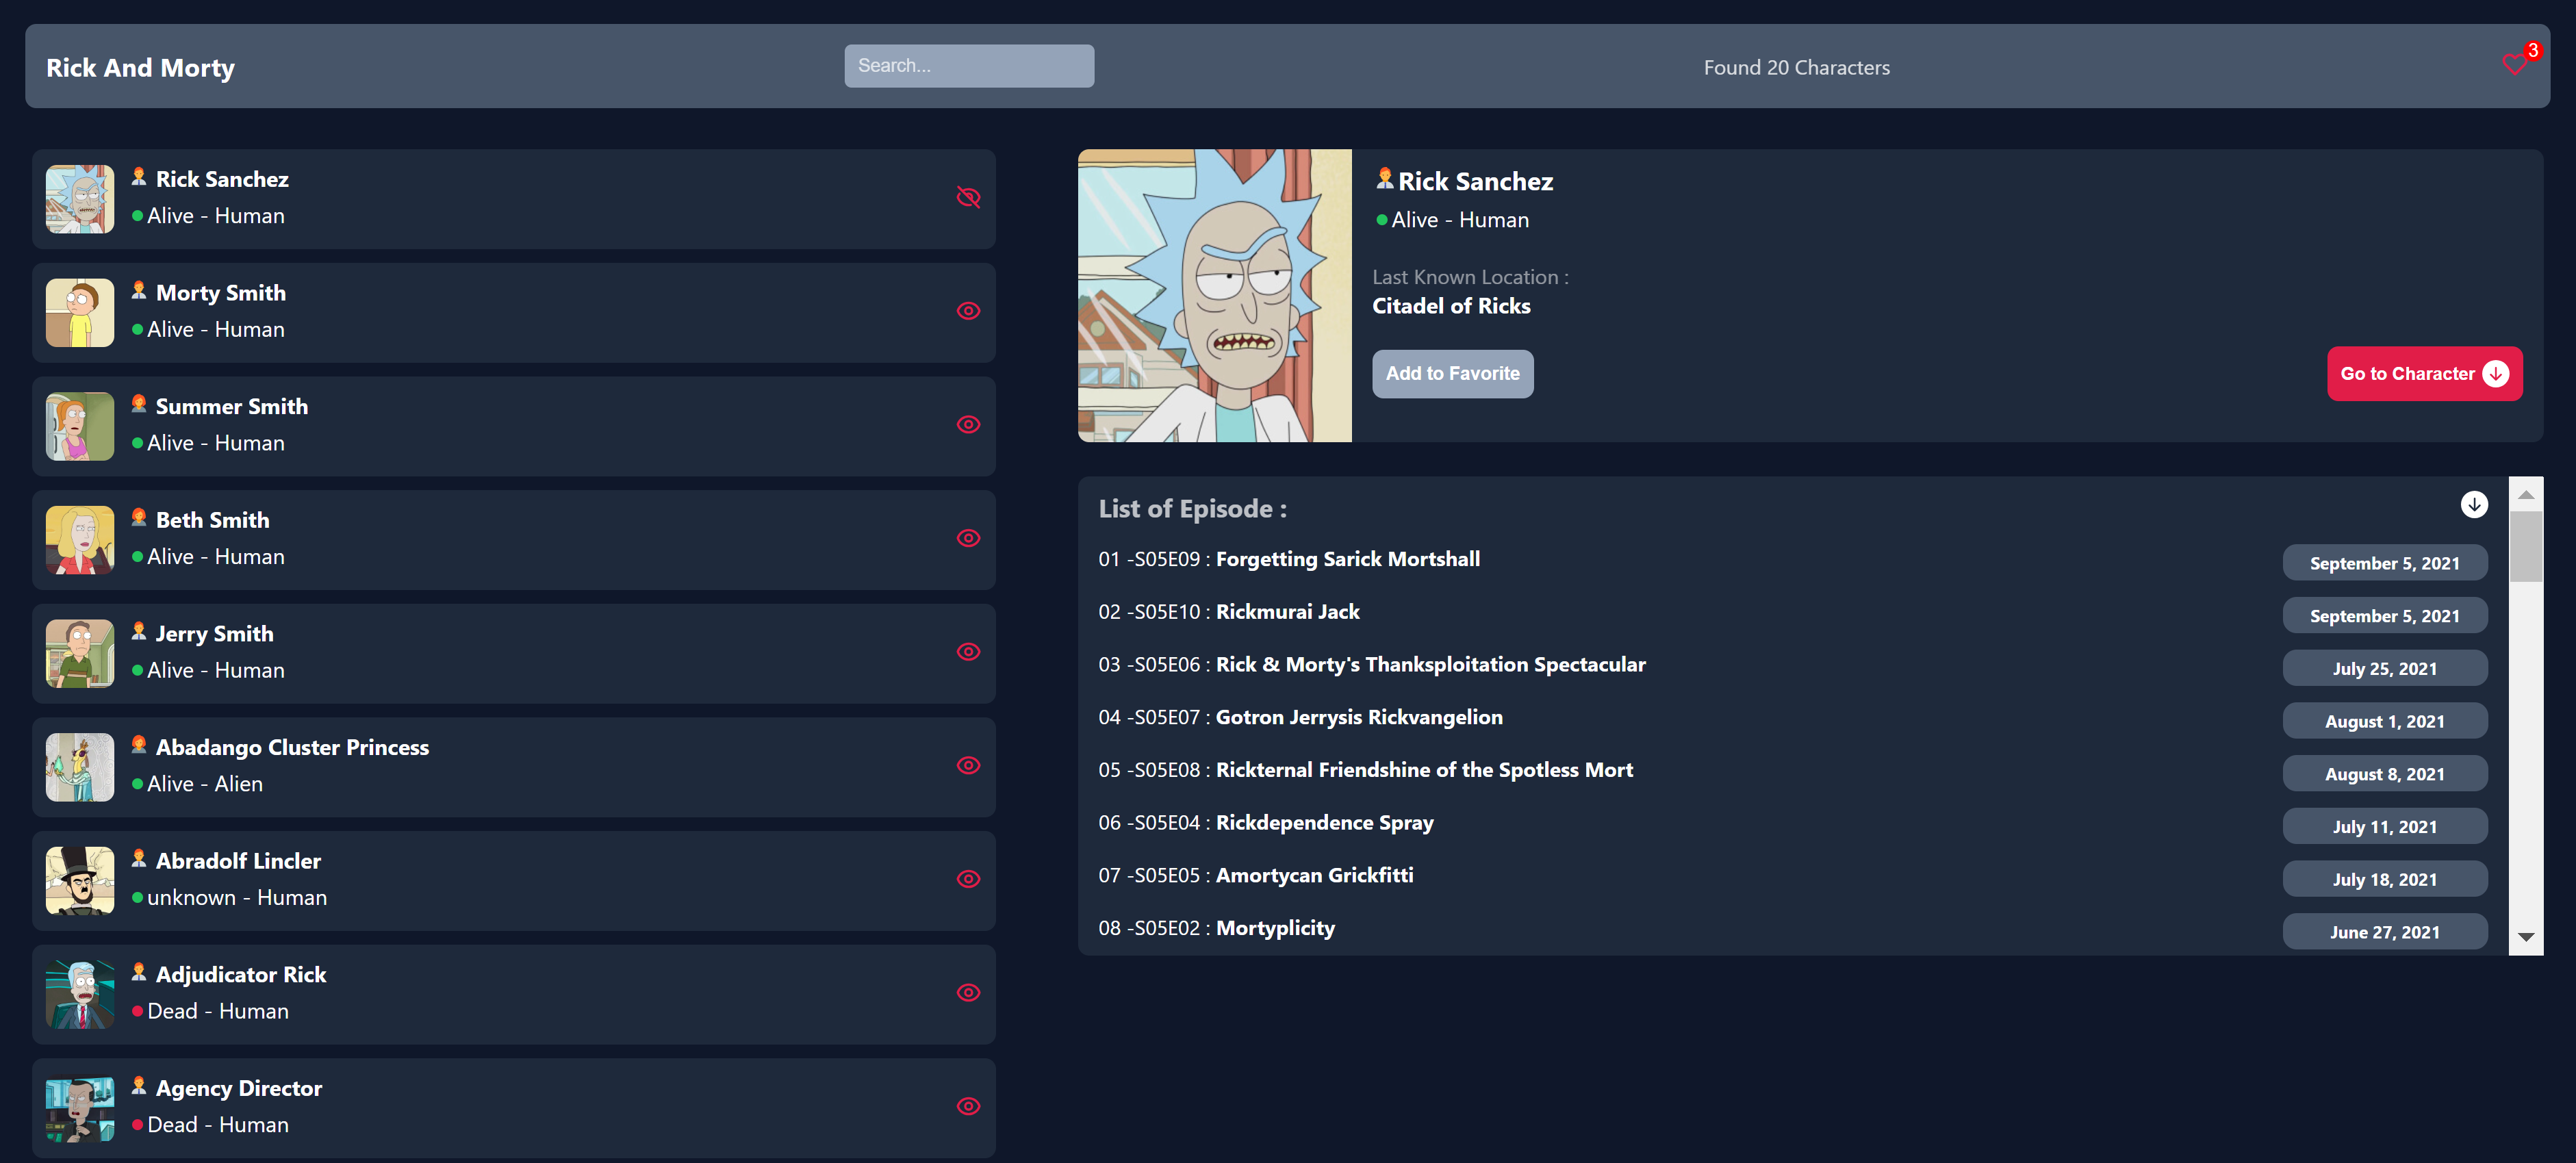 Rick And Morty
Search...
Found 20 Characters
3
Rick Sanchez
Alive - Human
Morty Smith
Alive - Human
Summer Smith
Alive - Human
Beth Smith
Alive - Human
Jerry Smith
Alive - Human
Abadango Cluster Princess
Alive - Alien
Abradolf Lincler
unknown - Human
Adjudicator Rick
Dead - Human
Agency Director
Dead - Human
Rick Sanchez
Alive - Human
Last Known Location :
Citadel of Ricks
Add to Favorite
Go to Character
List of Episode :
01 -S05E09 : Forgetting Sarick Mortshall September 5, 2021
02 -S05E10 : Rickmurai Jack September 5, 2021
03 -S05E06 : Rick & Morty's Thanksploitation Spectacular July 25, 2021
04 -S05E07 : Gotron Jerrysis Rickvangelion August 1, 2021
05 -S05E08 : Rickternal Friendshine of the Spotless Mort August 8, 2021
06 -S05E04 : Rickdependence Spray July 11, 2021
07 -S05E05 : Amortycan Grickfitti July 18, 2021
08 -S05E02 : Mortyplicity June 27, 2021